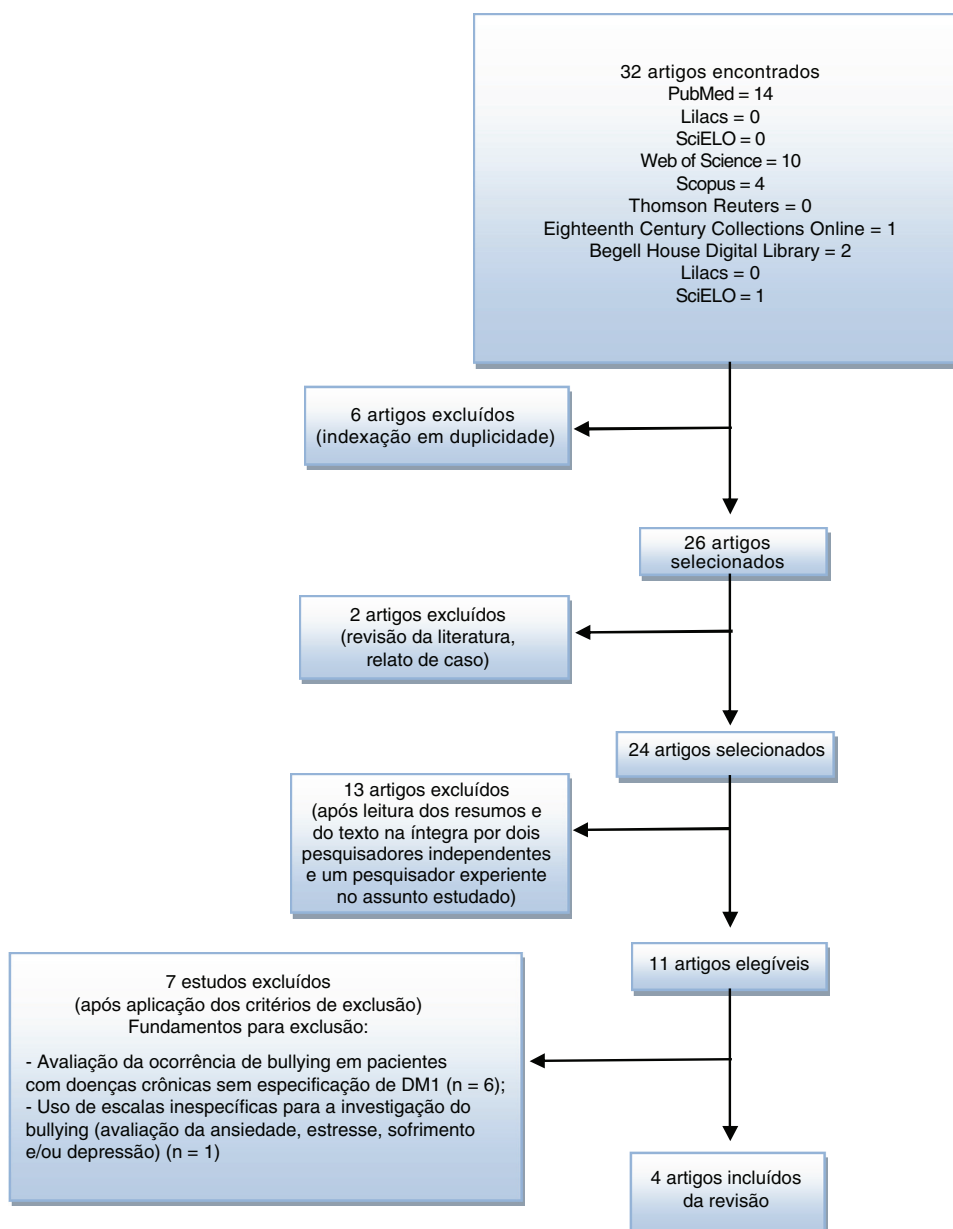 32 artigos encontrados
PubMed = 14
Lilacs = 0
SciELO = 0
Web of Science = 10
Scopus = 4
Thomson Reuters = 0
Eighteenth Century Collections Online = 1
Begell House Digital Library = 2
Lilacs = 0
SciELO = 1
6 artigos excluídos
(indexação em duplicidade)
26 artigos
selecionados
2 artigos excluídos
(revisão da literatura,
relato de caso)
24 artigos selecionados
13 artigos excluídos
(após leitura dos resumos e
do texto na íntegra por dois
pesquisadores independentes
e um pesquisador experiente
no assunto estudado)
11 artigos elegíveis
7 estudos excluídos
(após aplicação dos critérios de exclusão)
Fundamentos para exclusão:
- Avaliação da ocorrência de bullying em pacientes
com doenças crônicas sem especificação de DM1 (n = 6);
- Uso de escalas inespecíficas para a investigação do
bullying (avaliação da ansiedade, estresse, sofrimento
e/ou depressão) (n = 1)
4 artigos incluídos
da revisão